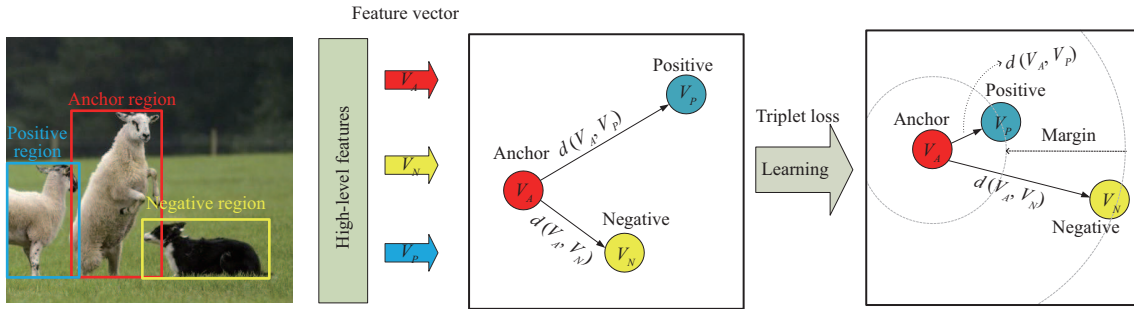 Feature vector
Anchor region
Positive
region
Negative region
High-level features
V_A
V_N
V_P
Positive
V_P
d (V_A, V_P)
Anchor
V_A
Negative
d (V_A, V_N)
V_N
Triplet loss
Learning
d (V_A, V_P)
Positive
V_P
Anchor
V_A
Margin
d (V_A, V_N)
V_N
Negative